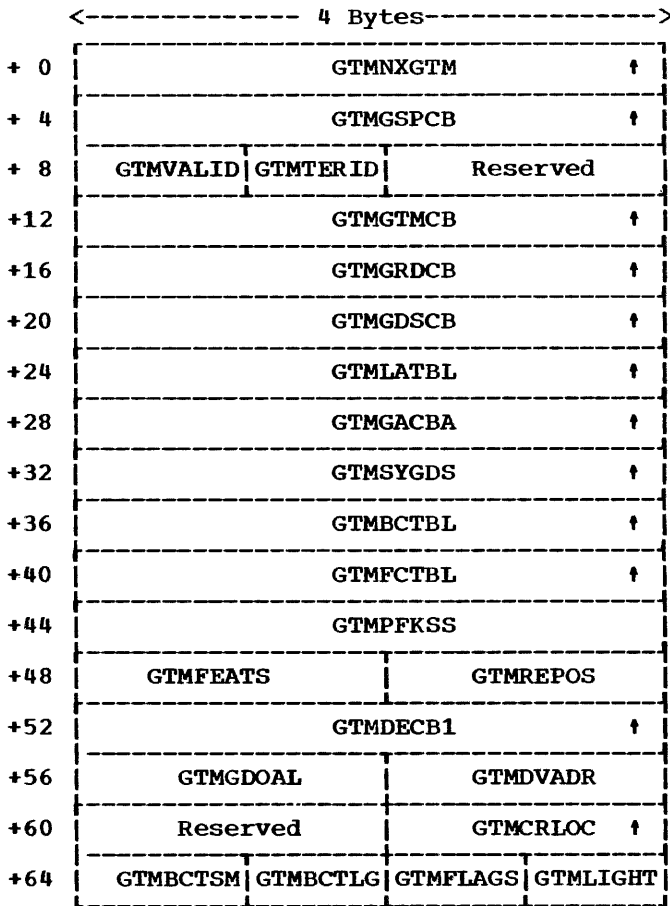 <------------- 4 Bytes------------->
+ 0 | GTMNXGTM ↑ |
+ 4 | GTMGSPCB ↑ |
+ 8 | GTMVALID|GTMTERID| Reserved |
+12 | GTMGTMCB ↑ |
+16 | GTMGRDCB ↑ |
+20 | GTMGDSCB ↑ |
+24 | GTMLATBL ↑ |
+28 | GTMGACBA ↑ |
+32 | GTMSYGDS ↑ |
+36 | GTMBCTBL ↑ |
+40 | GTMFCTBL ↑ |
+44 | GTMPFKSS |
+48 | GTMFEATS | GTMREPOS |
+52 | GTMDECB1 ↑ |
+56 | GTMGDOAL | GTMDVADR |
+60 | Reserved | GTMCRLOC ↑ |
+64 | GTMBCTSM|GTMBCTLG|GTMFLAGS|GTMLIGHT|